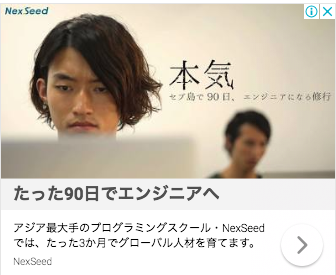 NexSeed
本気
セブ島で90日、エンジニアになる修行
たった90日でエンジニアへ
アジア最大手のプログラミングスクール・NexSeed
では、たった3か月でグローバル人材を育てます。
NexSeed